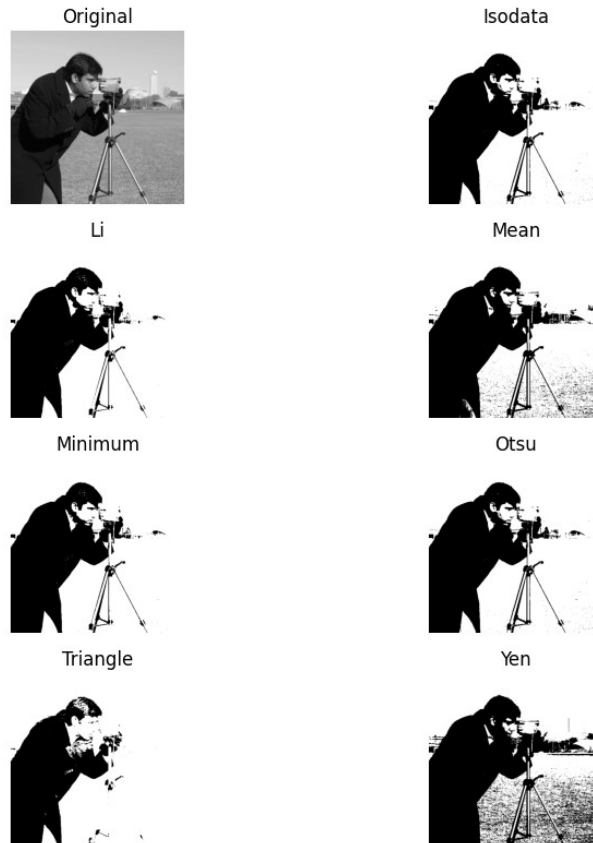 Original
Isodata
Li
Mean
Minimum
Otsu
Triangle
Yen